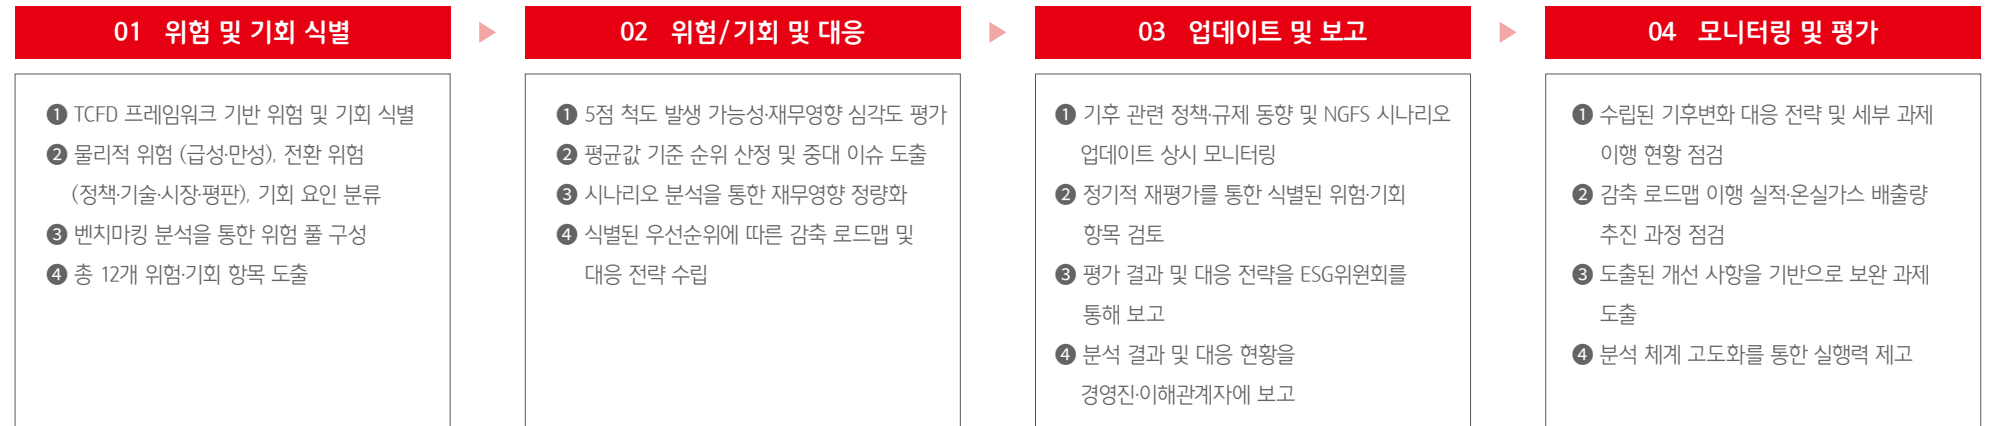 01 위험 및 기회 식별
❶ TCFD 프레임워크 기반 위험 및 기회 식별
❷ 물리적 위험 (급성·만성), 전환 위험
(정책·기술·시장·평판), 기회 요인 분류
❸ 벤치마킹 분석을 통한 위험 풀 구성
❹ 총 12개 위험·기회 항목 도출
02 위험/기회 및 대응
❶ 5점 척도 발생 가능성·재무영향 심각도 평가
❷ 평균값 기준 순위 산정 및 중대 이슈 도출
❸ 시나리오 분석을 통한 재무영향 정량화
❹ 식별된 우선순위에 따른 감축 로드맵 및
대응 전략 수립
03 업데이트 및 보고
❶ 기후 관련 정책·규제 동향 및 NGFS 시나리오
업데이트 상시 모니터링
❷ 정기적 재평가를 통한 식별된 위험·기회
항목 검토
❸ 평가 결과 및 대응 전략을 ESG위원회를
통해 보고
❹ 분석 결과 및 대응 현황을
경영진·이해관계자에 보고
04 모니터링 및 평가
❶ 수립된 기후변화 대응 전략 및 세부 과제
이행 현황 점검
❷ 감축 로드맵 이행 실적·온실가스 배출량
추진 과정 점검
❸ 도출된 개선 사항을 기반으로 보완 과제
도출
❹ 분석 체계 고도화를 통한 실행력 제고